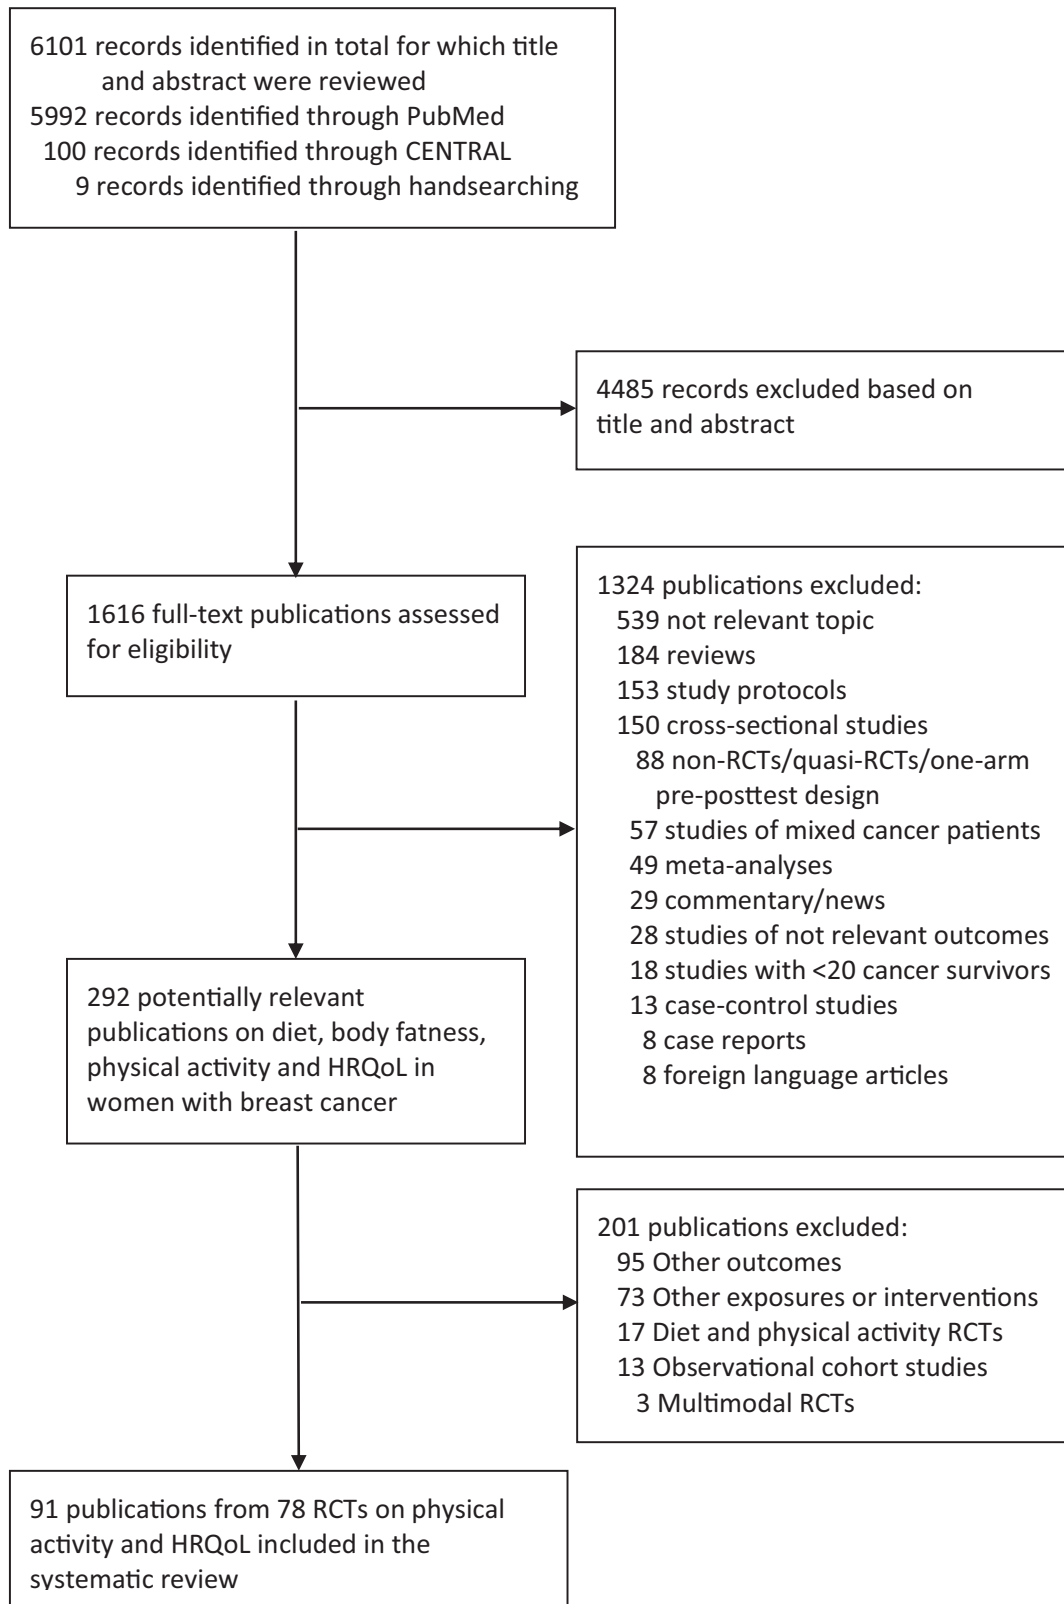 6101 records identified in total for which title
and abstract were reviewed
5992 records identified through PubMed
100 records identified through CENTRAL
9 records identified through handsearching
4485 records excluded based on
title and abstract
1616 full-text publications assessed
for eligibility
1324 publications excluded:
539 not relevant topic
184 reviews
153 study protocols
150 cross-sectional studies
88 non-RCTs/quasi-RCTs/one-arm
pre-posttest design
57 studies of mixed cancer patients
49 meta-analyses
29 commentary/news
28 studies of not relevant outcomes
18 studies with <20 cancer survivors
13 case-control studies
8 case reports
8 foreign language articles
292 potentially relevant
publications on diet, body fatness,
physical activity and HRQoL in
women with breast cancer
201 publications excluded:
95 Other outcomes
73 Other exposures or interventions
17 Diet and physical activity RCTs
13 Observational cohort studies
3 Multimodal RCTs
91 publications from 78 RCTs on physical
activity and HRQoL included in the
systematic review